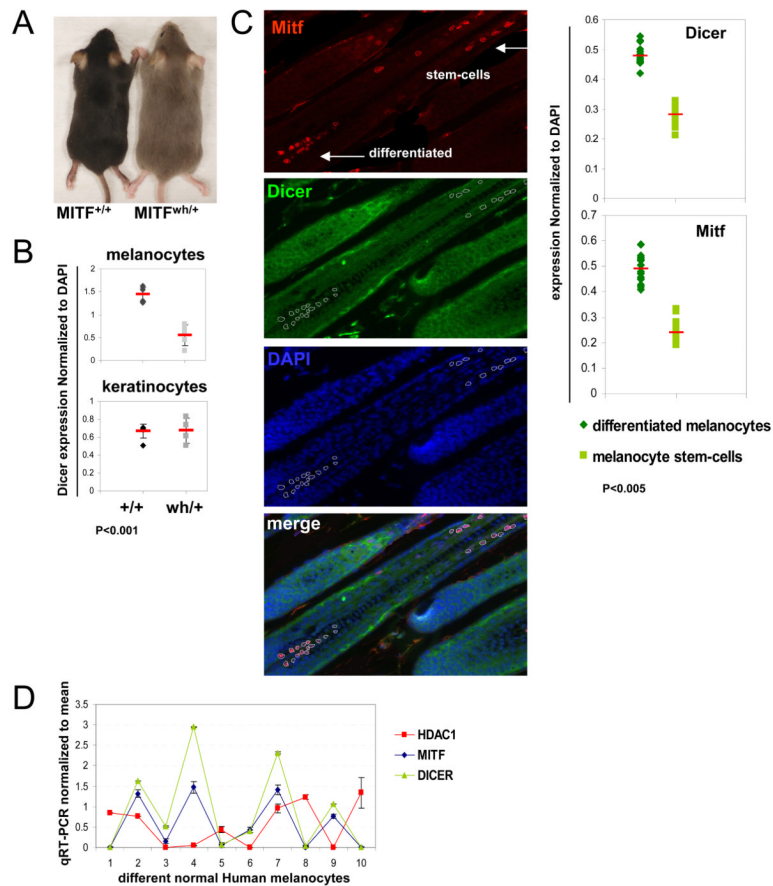 A
MITF+/+
MITFwh/+
B
melanocytes
Dicer expression Normalized to DAPI
2
1.5
1
0.5
0
keratinocytes
1
0.8
0.6
0.4
0.2
0
+/+
wh/+
P<0.001
C
Mitf
stem-cells
differentiated
Dicer
DAPI
merge
expression Normalized to DAPI
Dicer
0.6
0.5
0.4
0.3
0.2
0.1
0
Mitf
0.7
0.6
0.5
0.4
0.3
0.2
0.1
0
differentiated melanocytes
melanocyte stem-cells
P<0.005
D
qRT-PCR normalized to mean
3.5
3
2.5
2
1.5
1
0.5
0
1 2 3 4 5 6 7 8 9 10
different normal Human melanocytes
HDAC1
MITF
DICER